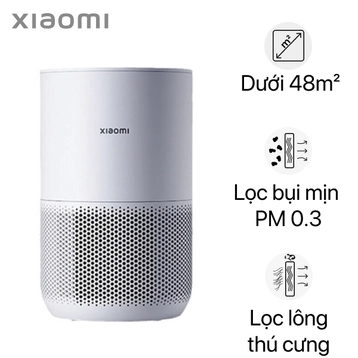 xiaomi
m²
Dưới 48m²
xiaomi
Lọc bụi mịn
PM 0.3
Lọc lông
thú cưng